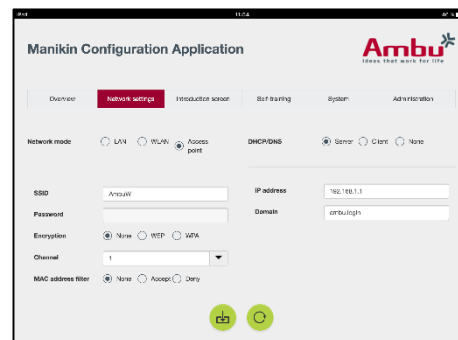 iPad 11:04
Manikin Configuration Application
Ambu
Ideas that work for life
Overview Network settings Introduction screen Self-training System Administration
Network mode LAN WLAN Access point DHCP/DNS Server Client None
SSID AmbuW IP address 192.168.1.1
Password Domain ambu.login
Encryption None WEP WPA
Channel 1
MAC address filter None Accept Deny